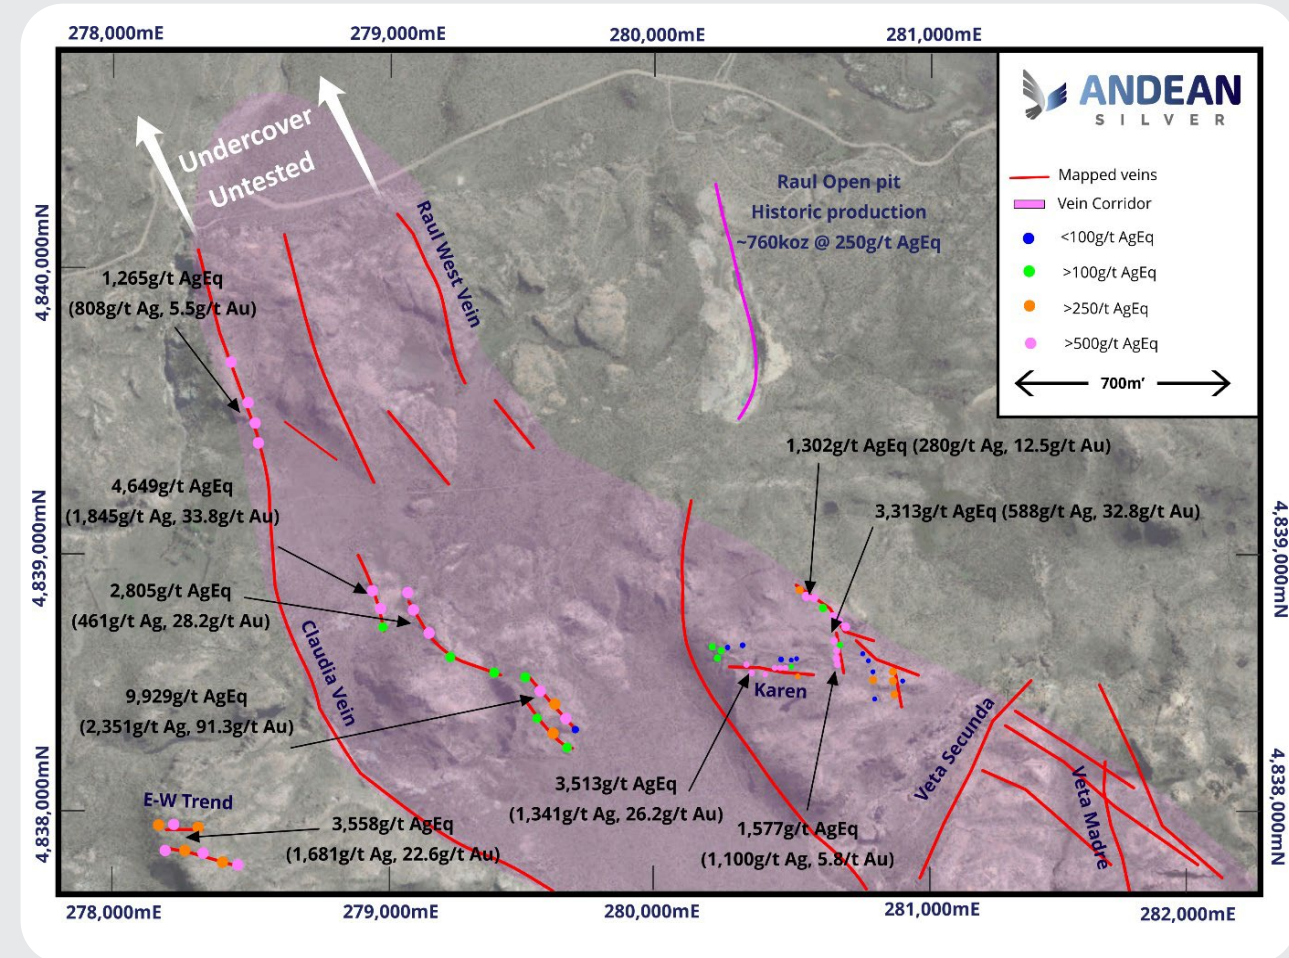 278,000mE
279,000mE
280,000mE
281,000mE
ANDEAN
SILVER
Mapped veins
Vein Corridor
<100g/t AgEq
>100g/t AgEq
>250/t AgEq
>500g/t AgEq
700m’
Undercover
Untested
Raul West Vein
Raul Open pit
Historic production
~760koz @ 250g/t AgEq
4,840,000mN
1,265g/t AgEq
(808g/t Ag, 5.5g/t Au)
1,302g/t AgEq (280g/t Ag, 12.5g/t Au)
4,649g/t AgEq
(1,845g/t Ag, 33.8g/t Au)
3,313g/t AgEq (588g/t Ag, 32.8g/t Au)
4,839,000mN
4,839,000mN
2,805g/t AgEq
(461g/t Ag, 28.2g/t Au)
Claudia Vein
Karen
9,929g/t AgEq
(2,351g/t Ag, 91.3g/t Au)
Veta Secunda
Veta Madre
3,513g/t AgEq
(1,341g/t Ag, 26.2g/t Au)
4,838,000mN
4,838,000mN
E-W Trend
3,558g/t AgEq
(1,681g/t Ag, 22.6g/t Au)
1,577g/t AgEq
(1,100g/t Ag, 5.8/t Au)
278,000mE
279,000mE
280,000mE
281,000mE
282,000mE